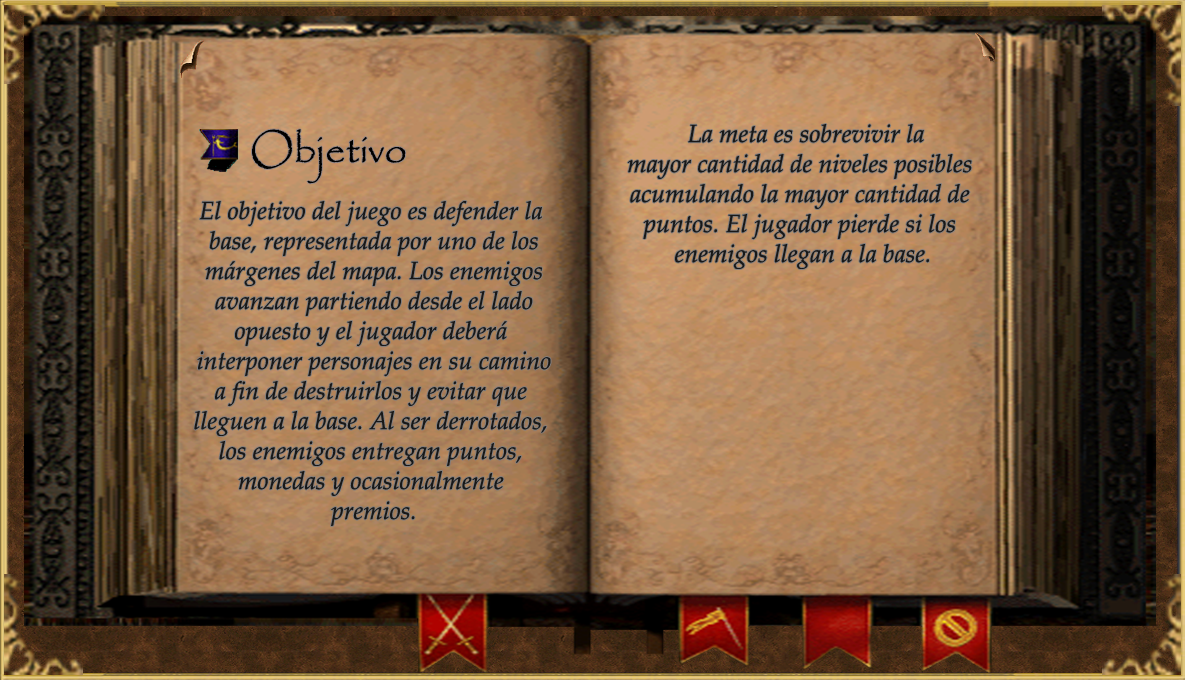 Objetivo
El objetivo del juego es defender la
base, representada por uno de los
márgenes del mapa. Los enemigos
avanzan partiendo desde el lado
opuesto y el jugador deberá
interponer personajes en su camino
a fin de destruirlos y evitar que
lleguen a la base. Al ser derrotados,
los enemigos entregan puntos,
monedas y ocasionalmente
premios.
La meta es sobrevivir la
mayor cantidad de niveles posibles
acumulando la mayor cantidad de
puntos. El jugador pierde si los
enemigos llegan a la base.